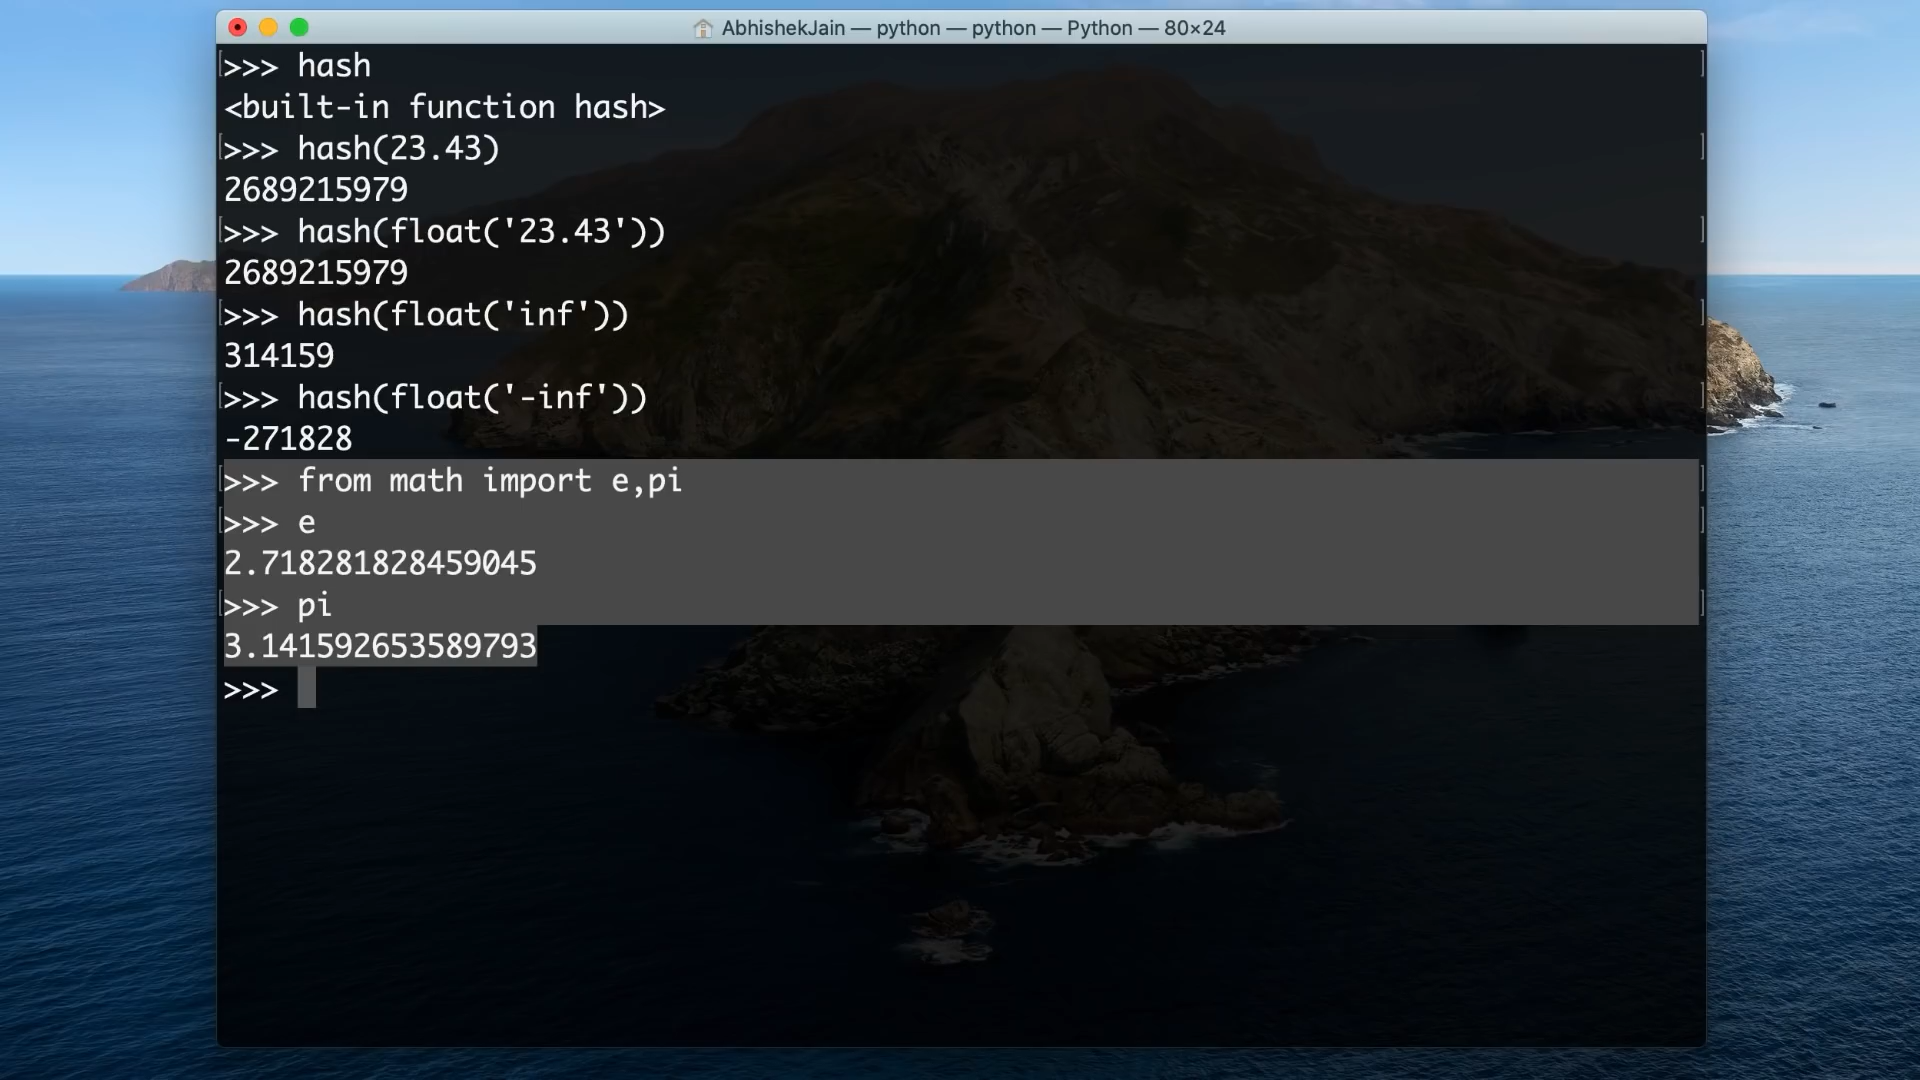 AbhishekJain — python — python — Python — 80×24
>>> hash
<built-in function hash>
>>> hash(23.43)
2689215979
>>> hash(float('23.43'))
2689215979
>>> hash(float('inf'))
314159
>>> hash(float('-inf'))
-271828
>>> from math import e,pi
>>> e
2.718281828459045
>>> pi
3.141592653589793
>>>